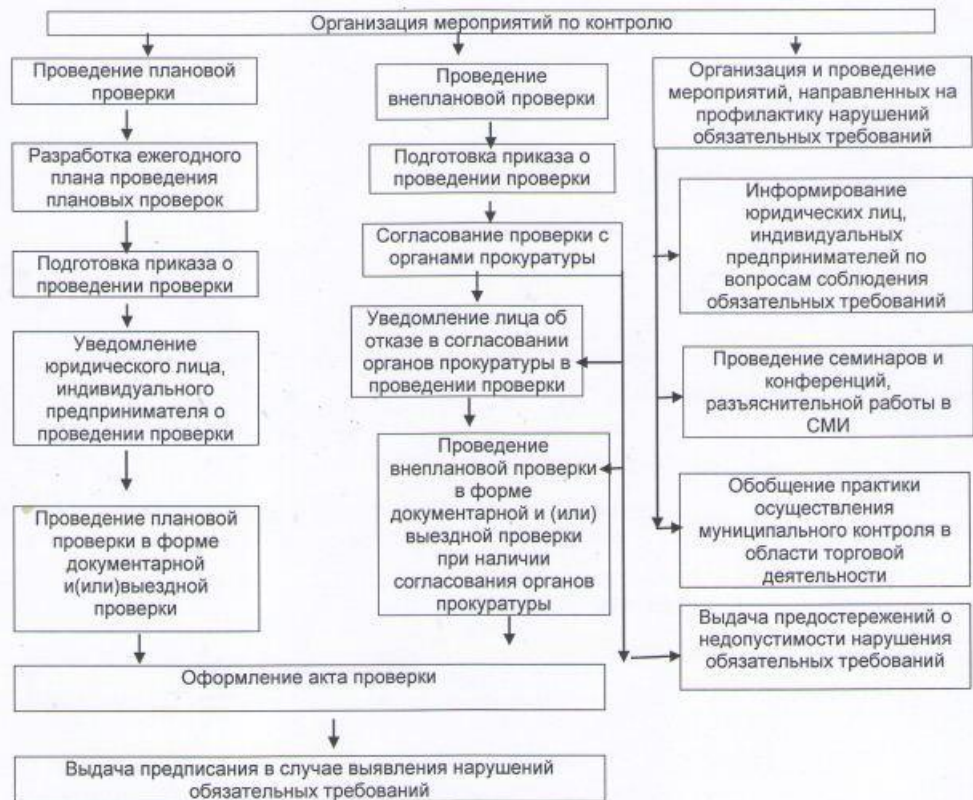 Организация мероприятий по контролю
Проведение плановой
проверки
Разработка ежегодного
плана проведения
плановых проверок
Подготовка приказа о
проведении проверки
Уведомление
юридического лица,
индивидуального
предпринимателя о
проведении проверки
Проведение плановой
проверки в форме
документарной
и(или)выездной
проверки
Проведение
внеплановой проверки
Подготовка приказа о
проведении проверки
Согласование проверки с
органами прокуратуры
Уведомление лица об
отказе в согласовании
органов прокуратуры в
проведении проверки
Проведение
внеплановой проверки
в форме
документарной и (или)
выездной проверки
при наличии
согласования органов
прокуратуры
Организация и проведение
мероприятий, направленных на
профилактику нарушений
обязательных требований
Информирование
юридических лиц,
индивидуальных
предпринимателей по
вопросам соблюдения
обязательных требований
Проведение семинаров и
конференций,
разъяснительной работы в
СМИ
Обобщение практики
осуществления
муниципального контроля в
области торговой
деятельности
Выдача предостережений о
недопустимости нарушения
обязательных требований
Оформление акта проверки
Выдача предписания в случае выявления нарушений
обязательных требований